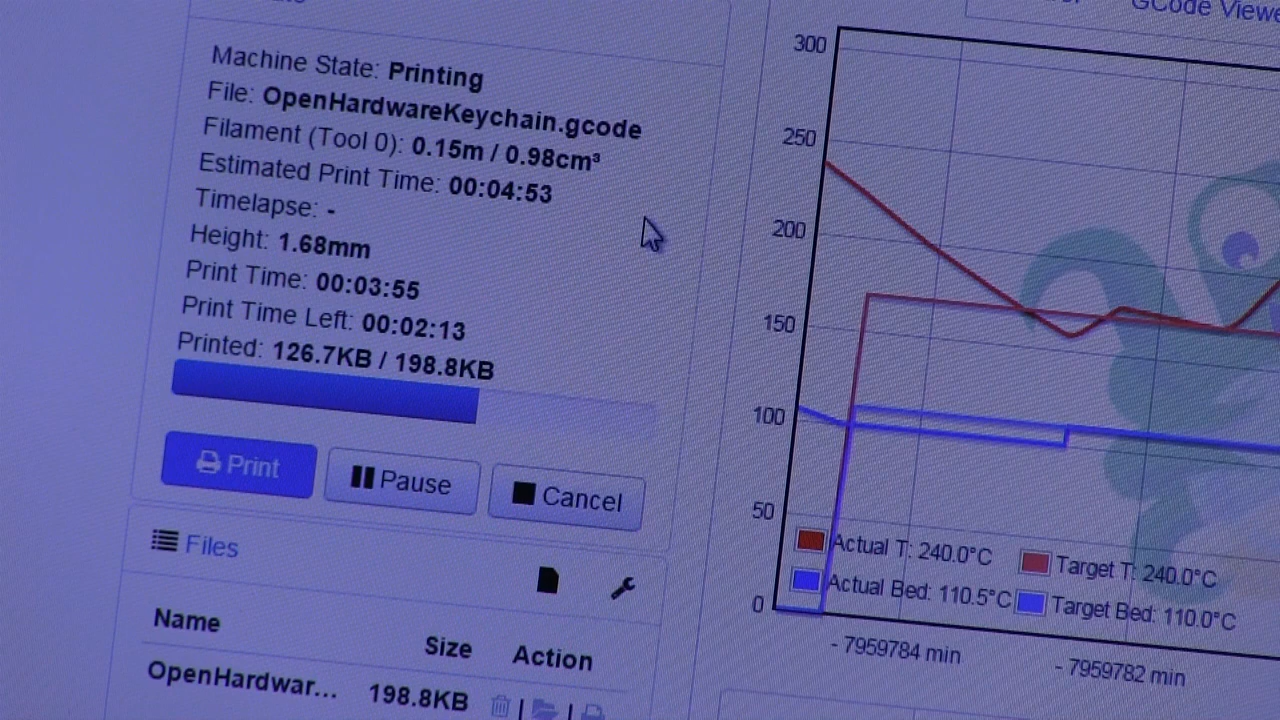 GCode Viewe
Machine State: Printing
File: OpenHardwareKeychain.gcode
Filament (Tool 0): 0.15m / 0.98cm³
Estimated Print Time: 00:04:53
Timelapse: -
Height: 1.68mm
Print Time: 00:03:55
Print Time Left: 00:02:13
Printed: 126.7KB / 198.8KB
Print
Pause
Cancel
Files
Name Size Action
OpenHardwar... 198.8KB
300
250
200
150
100
50
0
Actual T: 240.0°C Target T: 240.0°C
Actual Bed: 110.5°C Target Bed: 110.0°C
- 7959784 min - 7959782 min